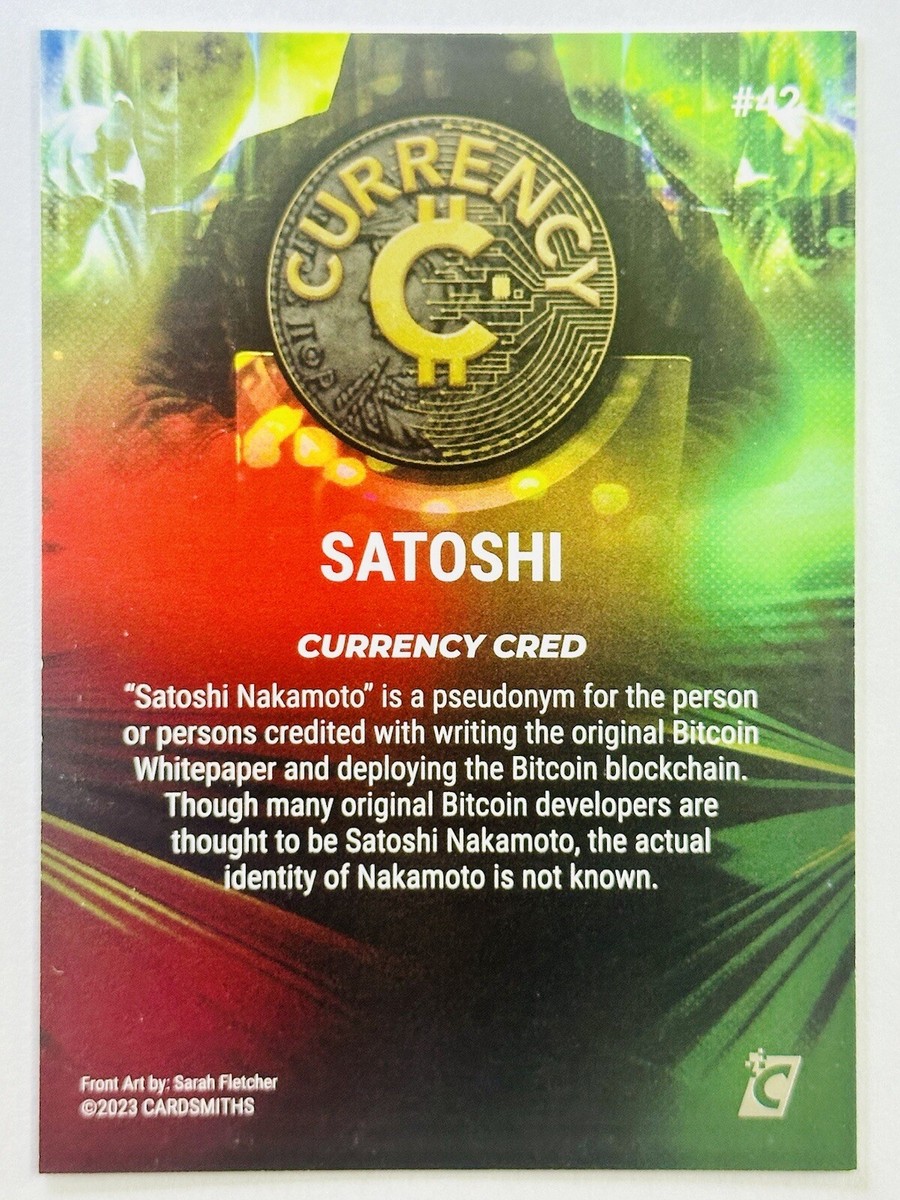 #42
CURRENCY
C
SATOSHI
CURRENCY CRED
“Satoshi Nakamoto” is a pseudonym for the person
or persons credited with writing the original Bitcoin
Whitepaper and deploying the Bitcoin blockchain.
Though many original Bitcoin developers are
thought to be Satoshi Nakamoto, the actual
identity of Nakamoto is not known.
Front Art by: Sarah Fletcher
©2023 CARDSMITHS
C